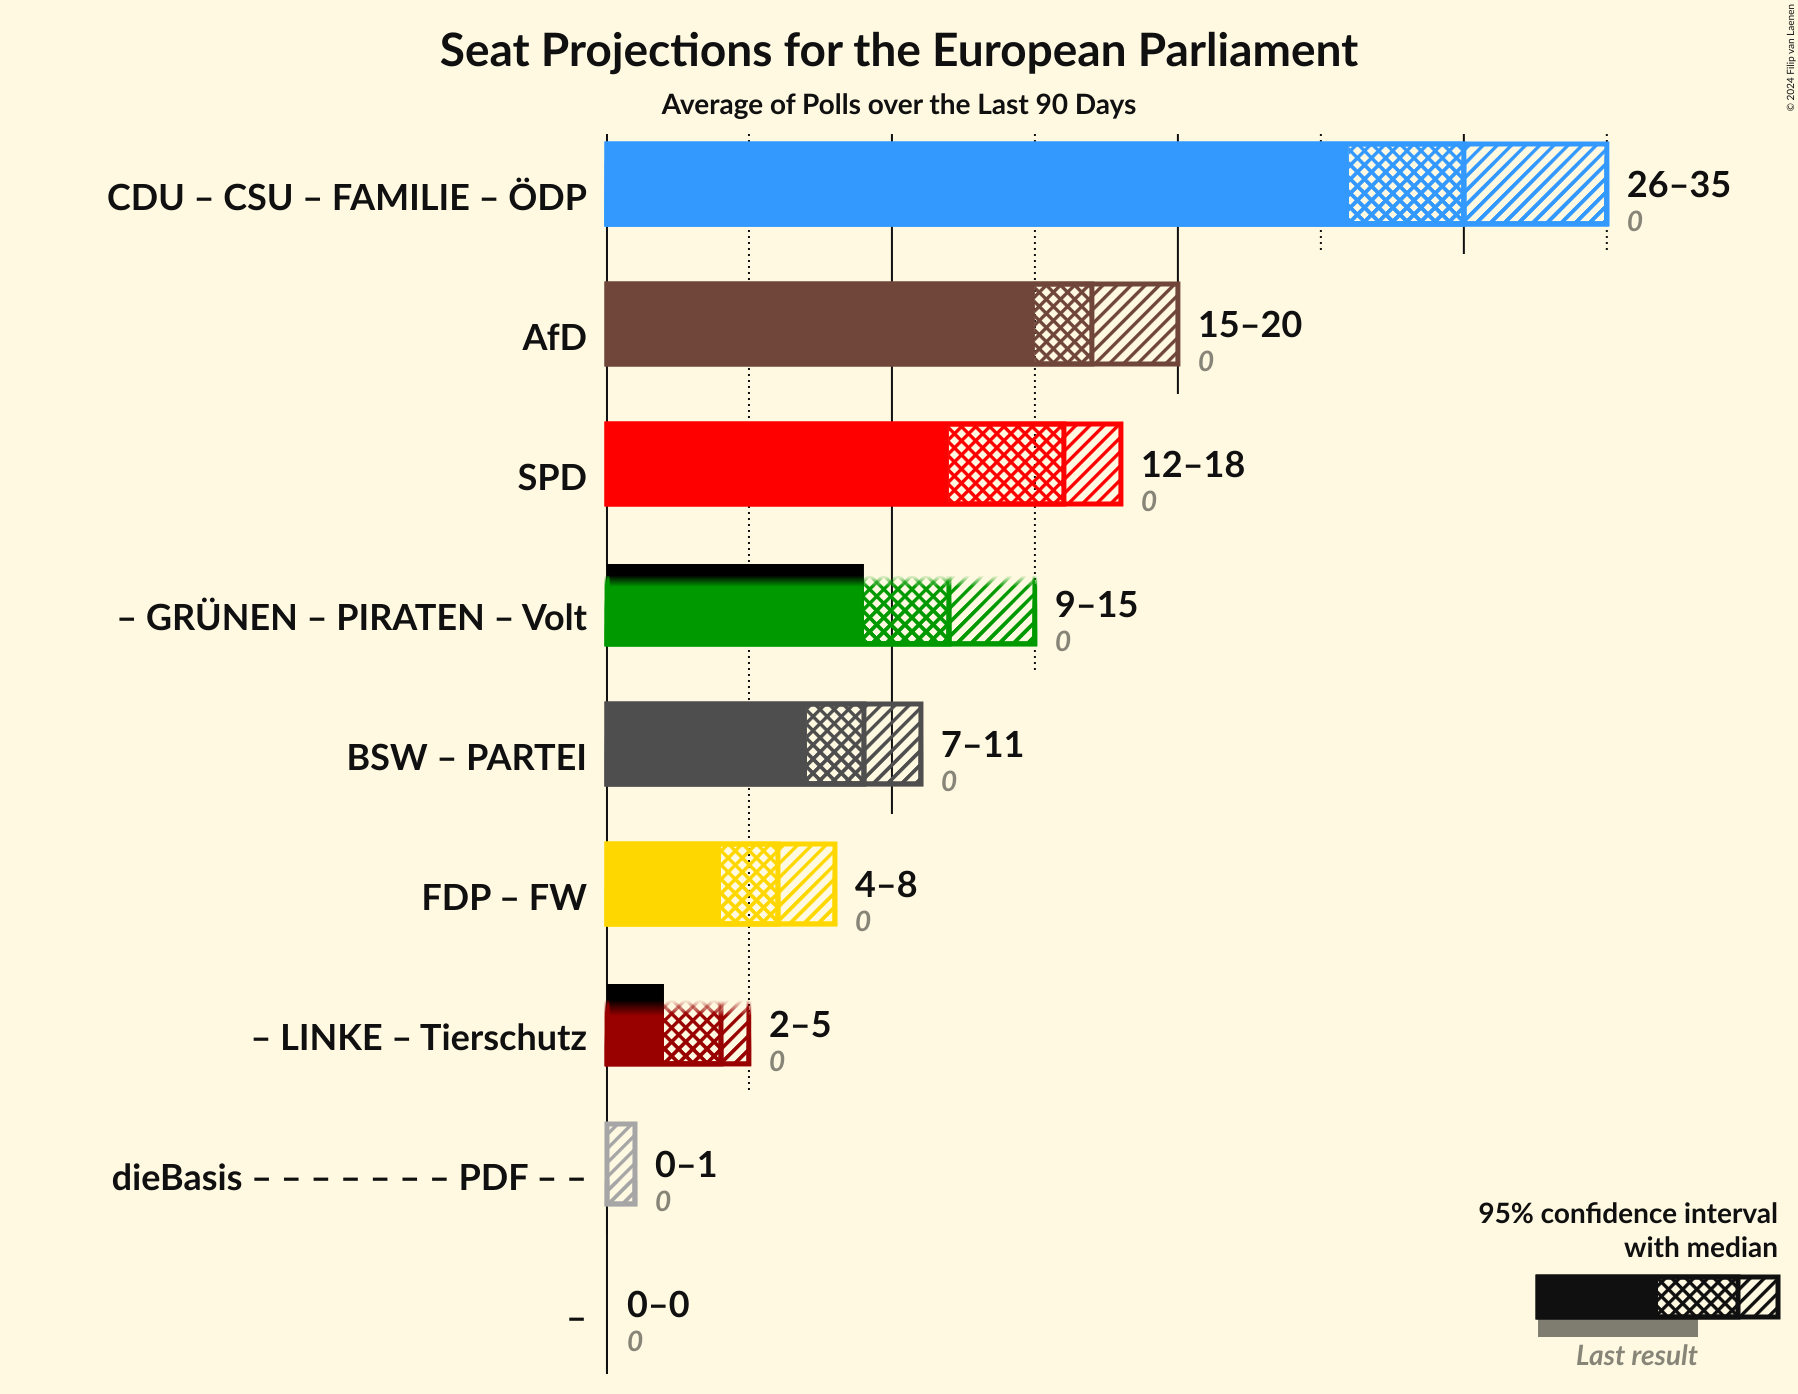 © 2024 Filip van Laenen
Seat Projections for the European Parliament
Average of Polls over the Last 90 Days
CDU – CSU – FAMILIE – ÖDP
26–35
0
AfD
15–20
0
SPD
12–18
0
– GRÜNEN – PIRATEN – Volt
9–15
0
BSW – PARTEI
7–11
0
FDP – FW
4–8
0
– LINKE – Tierschutz
2–5
0
dieBasis – – – – – – – PDF – –
0–1
0
–
0–0
0
95% confidence interval
with median
Last result